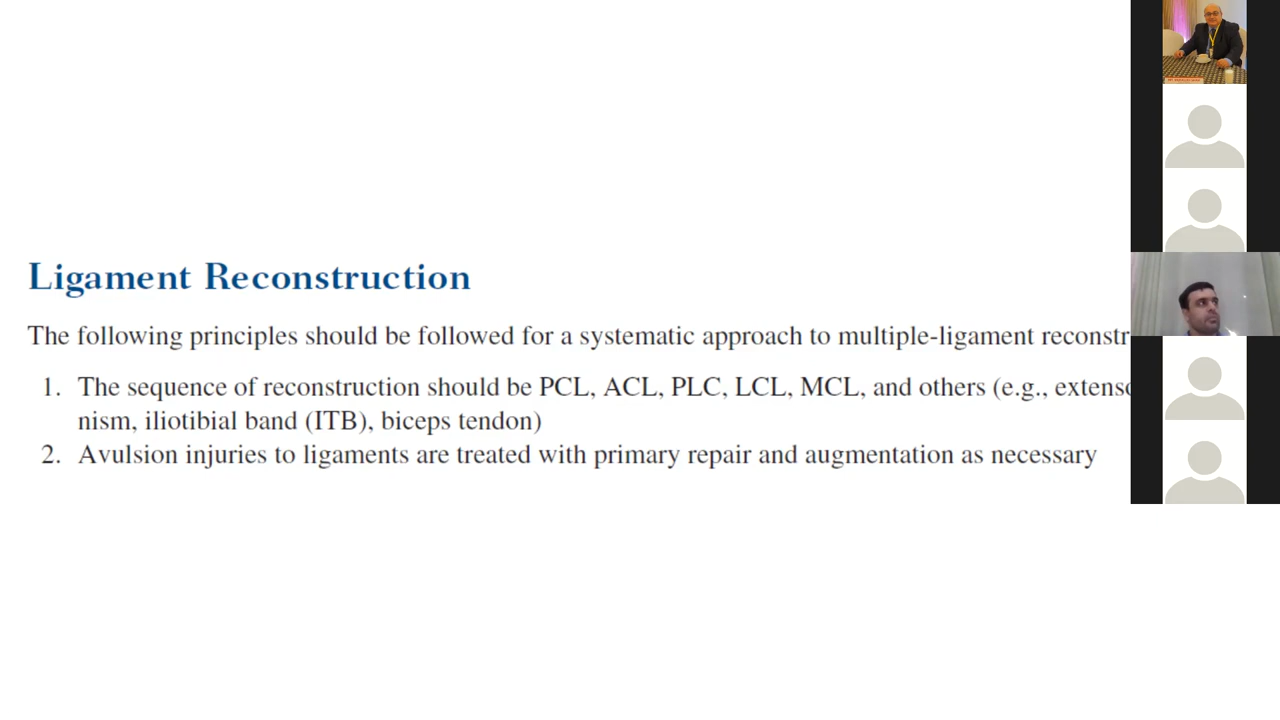 Ligament Reconstruction
The following principles should be followed for a systematic approach to multiple-ligament reconstr
1. The sequence of reconstruction should be PCL, ACL, PLC, LCL, MCL, and others (e.g., extenso
nism, iliotibial band (ITB), biceps tendon)
2. Avulsion injuries to ligaments are treated with primary repair and augmentation as necessary